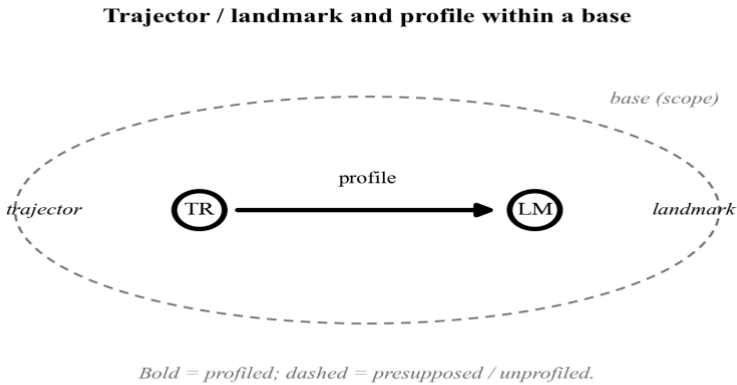 Trajector / landmark and profile within a base
base (scope)
profile
trajector
TR
LM
landmark
Bold = profiled; dashed = presupposed / unprofiled.